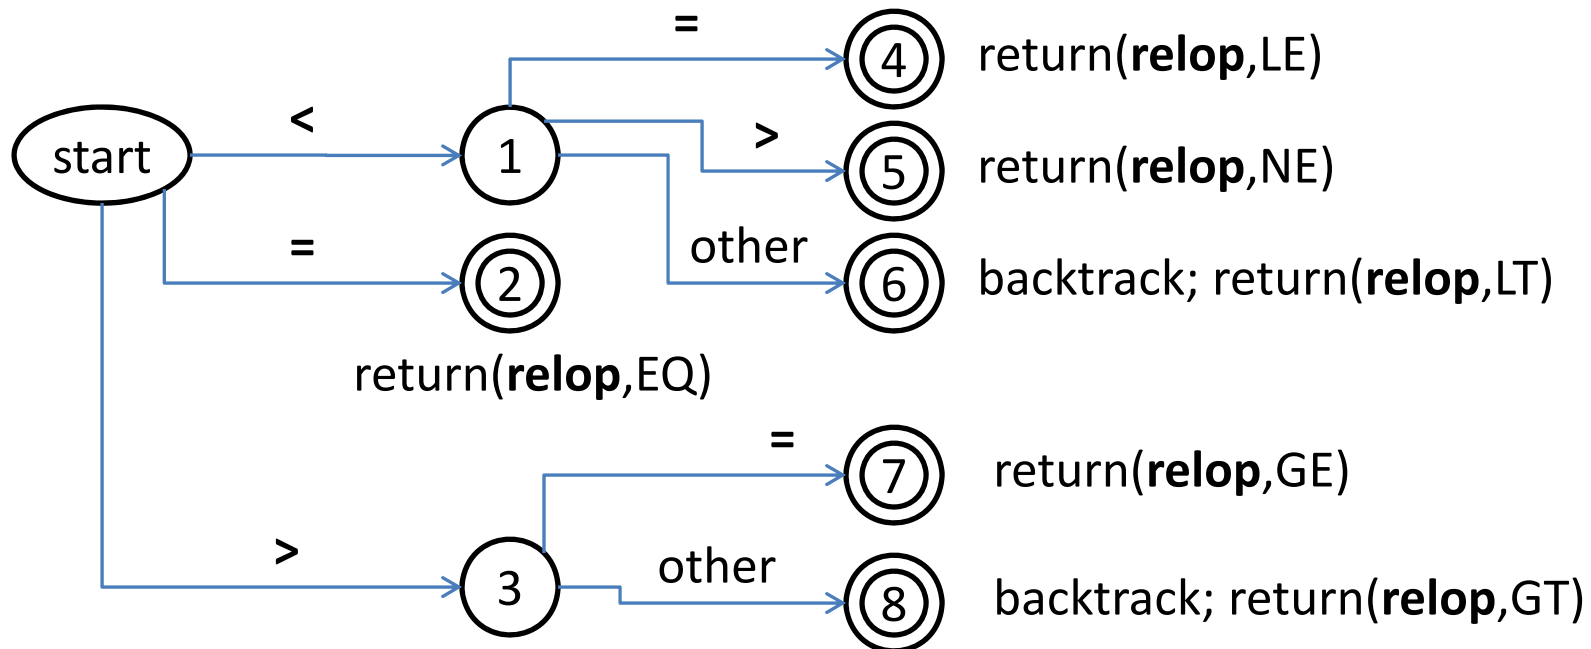 =
4 return(relop,LE)
<
start
1
>
5 return(relop,NE)
=
other
2
6 backtrack; return(relop,LT)
return(relop,EQ)
=
7 return(relop,GE)
>
other
3
8 backtrack; return(relop,GT)